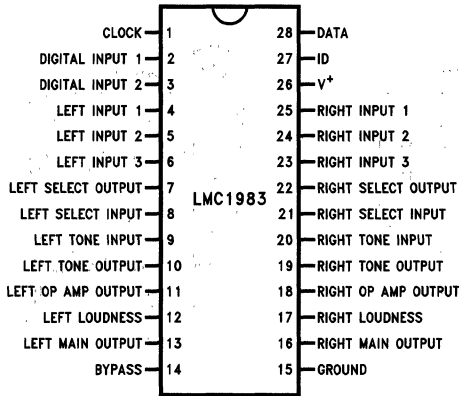 CLOCK 1 28 DATA
DIGITAL INPUT 1 2 27 ID
DIGITAL INPUT 2 3 26 V+
LEFT INPUT 1 4 25 RIGHT INPUT 1
LEFT INPUT 2 5 24 RIGHT INPUT 2
LEFT INPUT 3 6 23 RIGHT INPUT 3
LEFT SELECT OUTPUT 7 22 RIGHT SELECT OUTPUT
LMC1983
LEFT SELECT INPUT 8 21 RIGHT SELECT INPUT
LEFT TONE INPUT 9 20 RIGHT TONE INPUT
LEFT TONE OUTPUT 10 19 RIGHT TONE OUTPUT
LEFT OP AMP OUTPUT 11 18 RIGHT OP AMP OUTPUT
LEFT LOUDNESS 12 17 RIGHT LOUDNESS
LEFT MAIN OUTPUT 13 16 RIGHT MAIN OUTPUT
BYPASS 14 15 GROUND